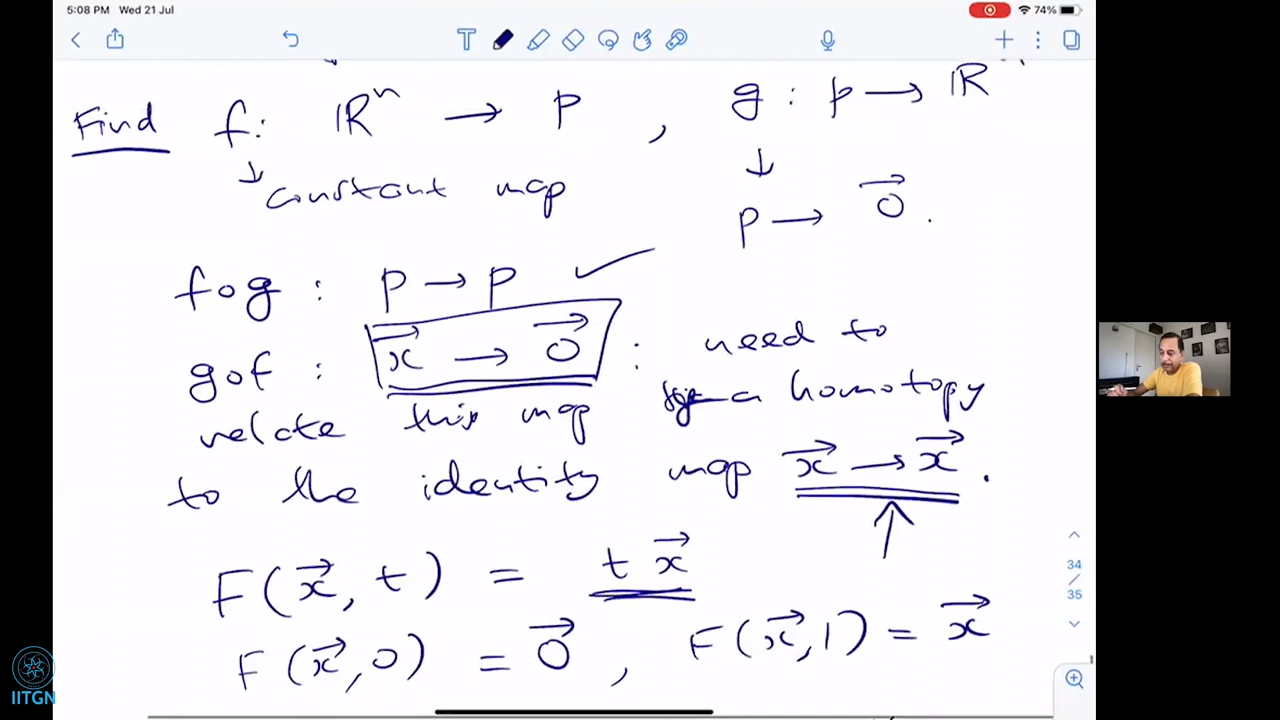 5:08 PM Wed 21 Jul
74%
Find f: ℝⁿ → p , g : p → ℝ
↓ constant map ↓
p → 0⃗ .
f∘g : p → p ✓
g∘f : x⃗ → 0⃗ : need to
relate this map a homotopy
to the identity map x⃗ → x⃗ .
↑
F(x⃗, t) = t x⃗
F(x⃗, 0) = 0⃗ , F(x⃗, 1) = x⃗
34
/
35
IITGN